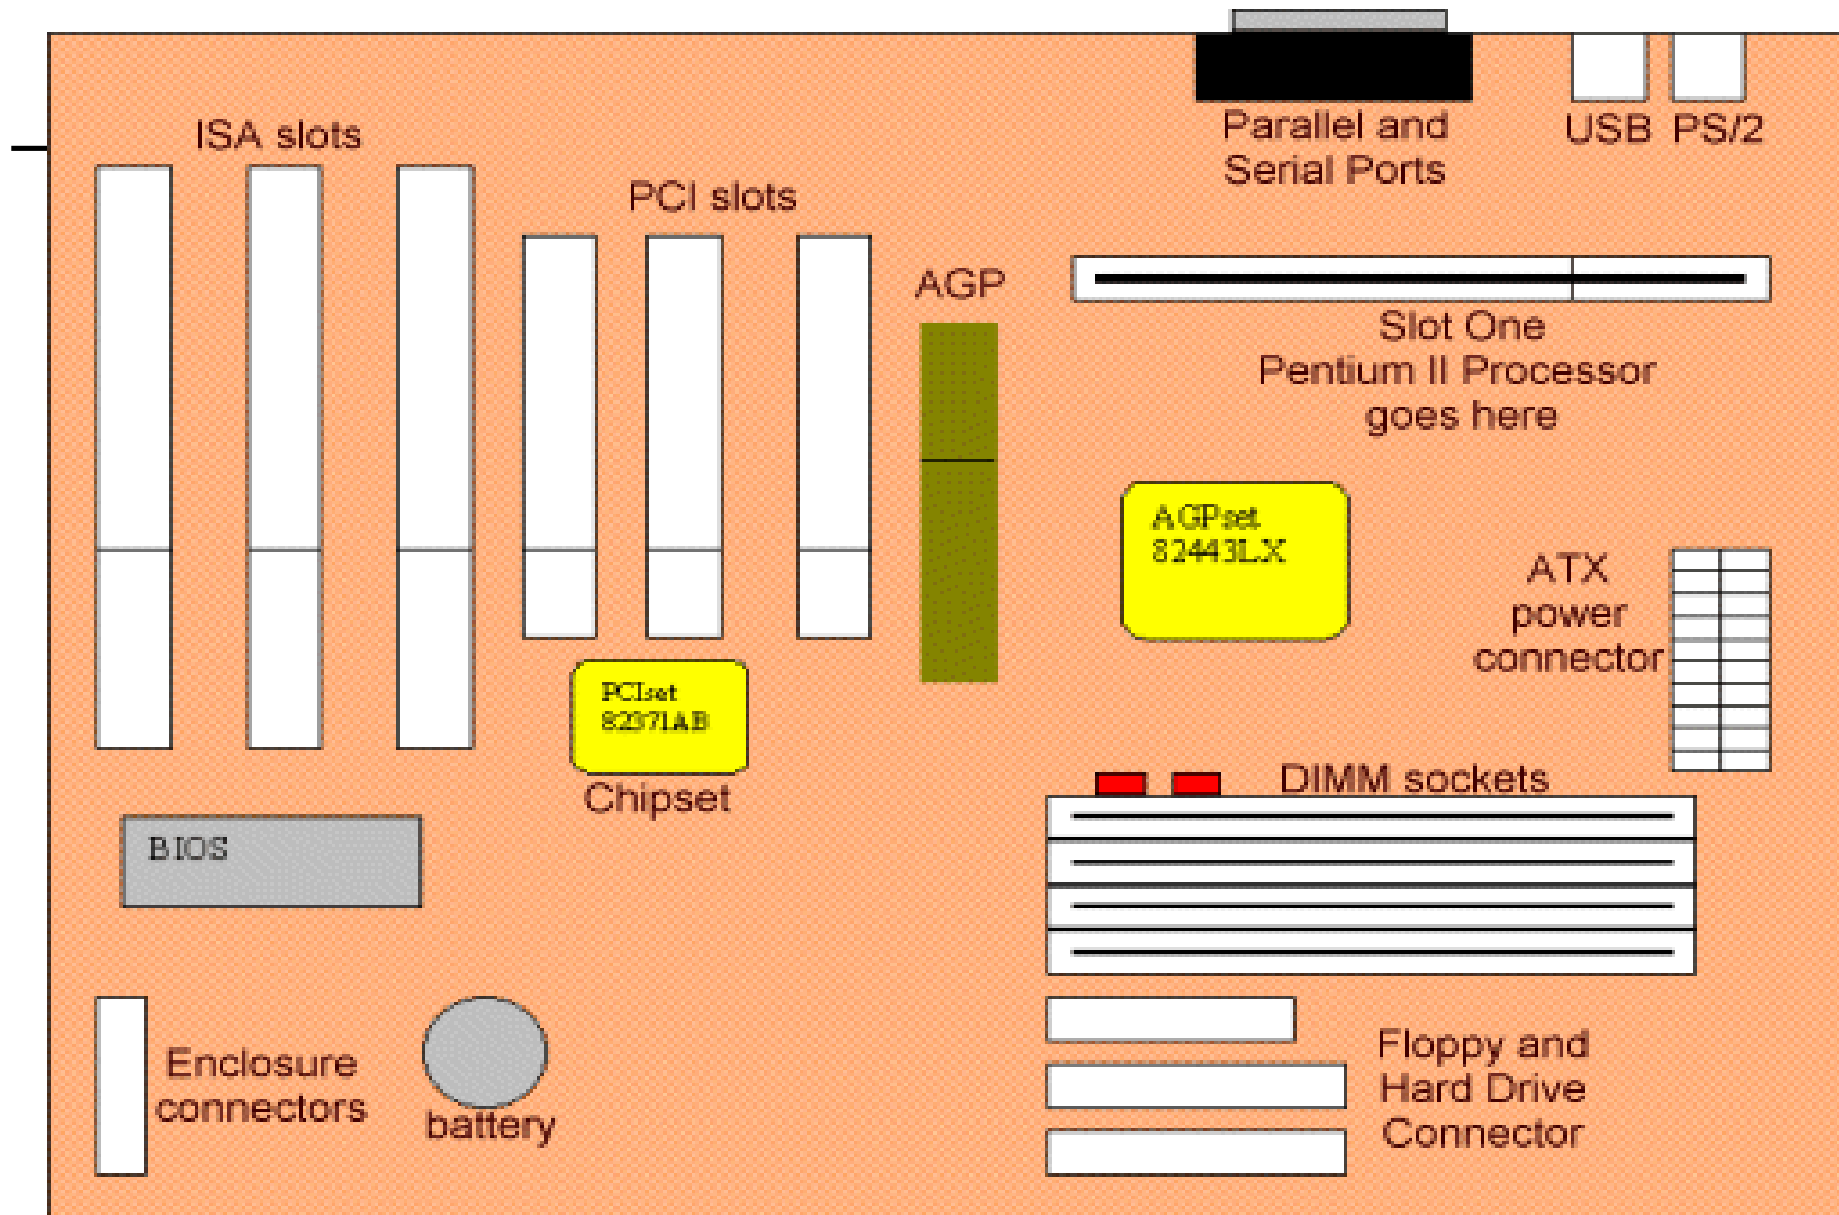 Parallel and
Serial Ports
USB
PS/2
ISA slots
PCI slots
AGP
Slot One
Pentium II Processor
goes here
AGPset
82443LX
ATX
power
connector
PCIset
82371AB
Chipset
DIMM sockets
BIOS
Enclosure
connectors
battery
Floppy and
Hard Drive
Connector